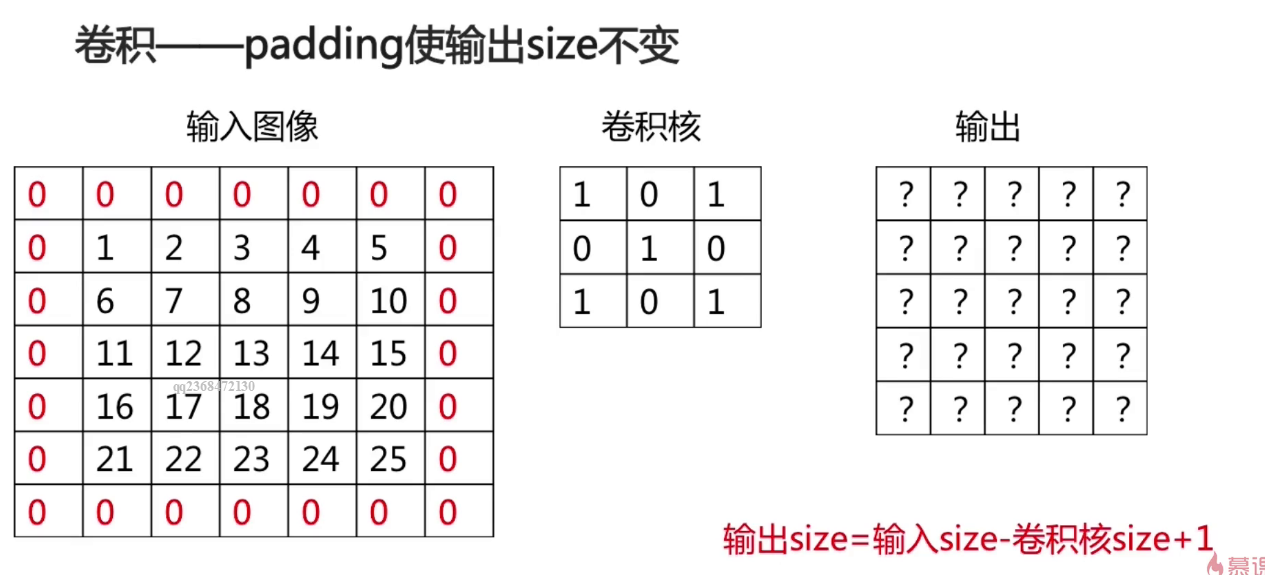 卷积——padding使输出size不变
输入图像 卷积核 输出
0 0 0 0 0 0 0 1 0 1 ? ? ? ? ?
0 1 2 3 4 5 0 0 1 0 ? ? ? ? ?
0 6 7 8 9 10 0 1 0 1 ? ? ? ? ?
0 11 12 13 14 15 0 ? ? ? ? ?
qq2368472130
0 16 17 18 19 20 0 ? ? ? ? ?
0 21 22 23 24 25 0
0 0 0 0 0 0 0
输出size=输入size-卷积核size+1
慕课